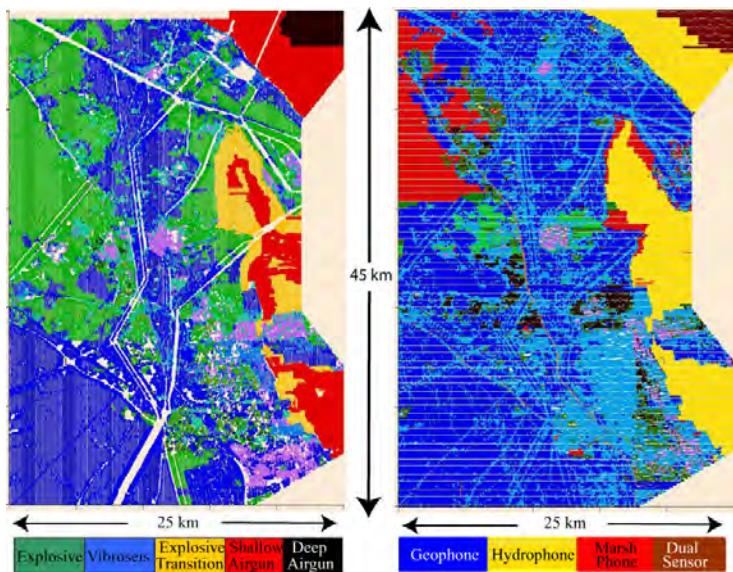 45 km
25 km
25 km
Explosive
Vibroseis
Explosive
Transition
Shallow
Airgun
Deep
Airgun
Geophone
Hydrophone
Marsh
Phone
Dual
Sensor